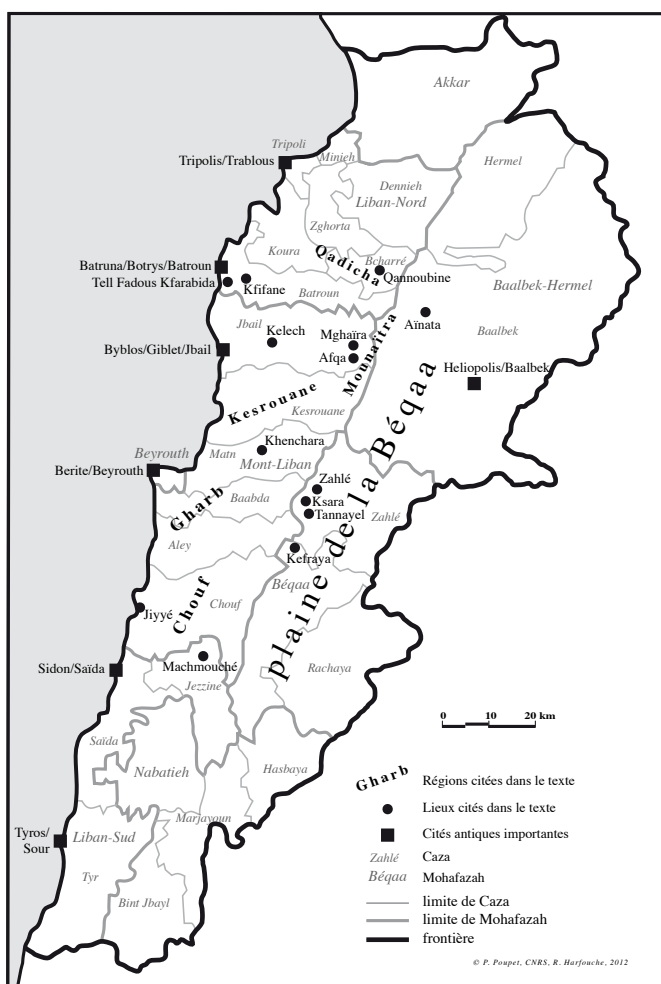 Akkar
Tripoli
Tripolis/Trablous
Minieh
Hermel
Dennieh
Liban-Nord
Zghorta
Koura
Qadicha
Bcharré
Qannoubine
Batruna/Botrys/Batroun
Tell Fadous Kfarabida
Kfifane
Batroun
Baalbek-Hermel
Aïnata
Baalbek
Jbail
Kelech
Mghaïra
Afqa
Mounaïtra
Byblos/Giblet/Jbail
Heliopolis/Baalbek
Kesrouane
Kesrouane
Khenchara
Matn
Mont-Liban
Beyrouth
Berite/Beyrouth
Zahlé
Ksara
Tannayel
Zahlé
Gharb
Baabda
Aley
Kefraya
Béqaa
plaine de la Béqaa
Jiyyé
Chouf
Chouf
Machmouché
Sidon/Saïda
Jezzine
Rachaya
Saïda
Nabatieh
Hasbaya
Marjayoun
Tyros/
Sour
Liban-Sud
Tyr
Bint Jbayl
0 10 20 km
Gharb Régions citées dans le texte
Lieux cités dans le texte
Cités antiques importantes
Zahlé Caza
Béqaa Mohafazah
limite de Caza
limite de Mohafazah
frontière
© P. Poupet, CNRS, R. Harfouche, 2012